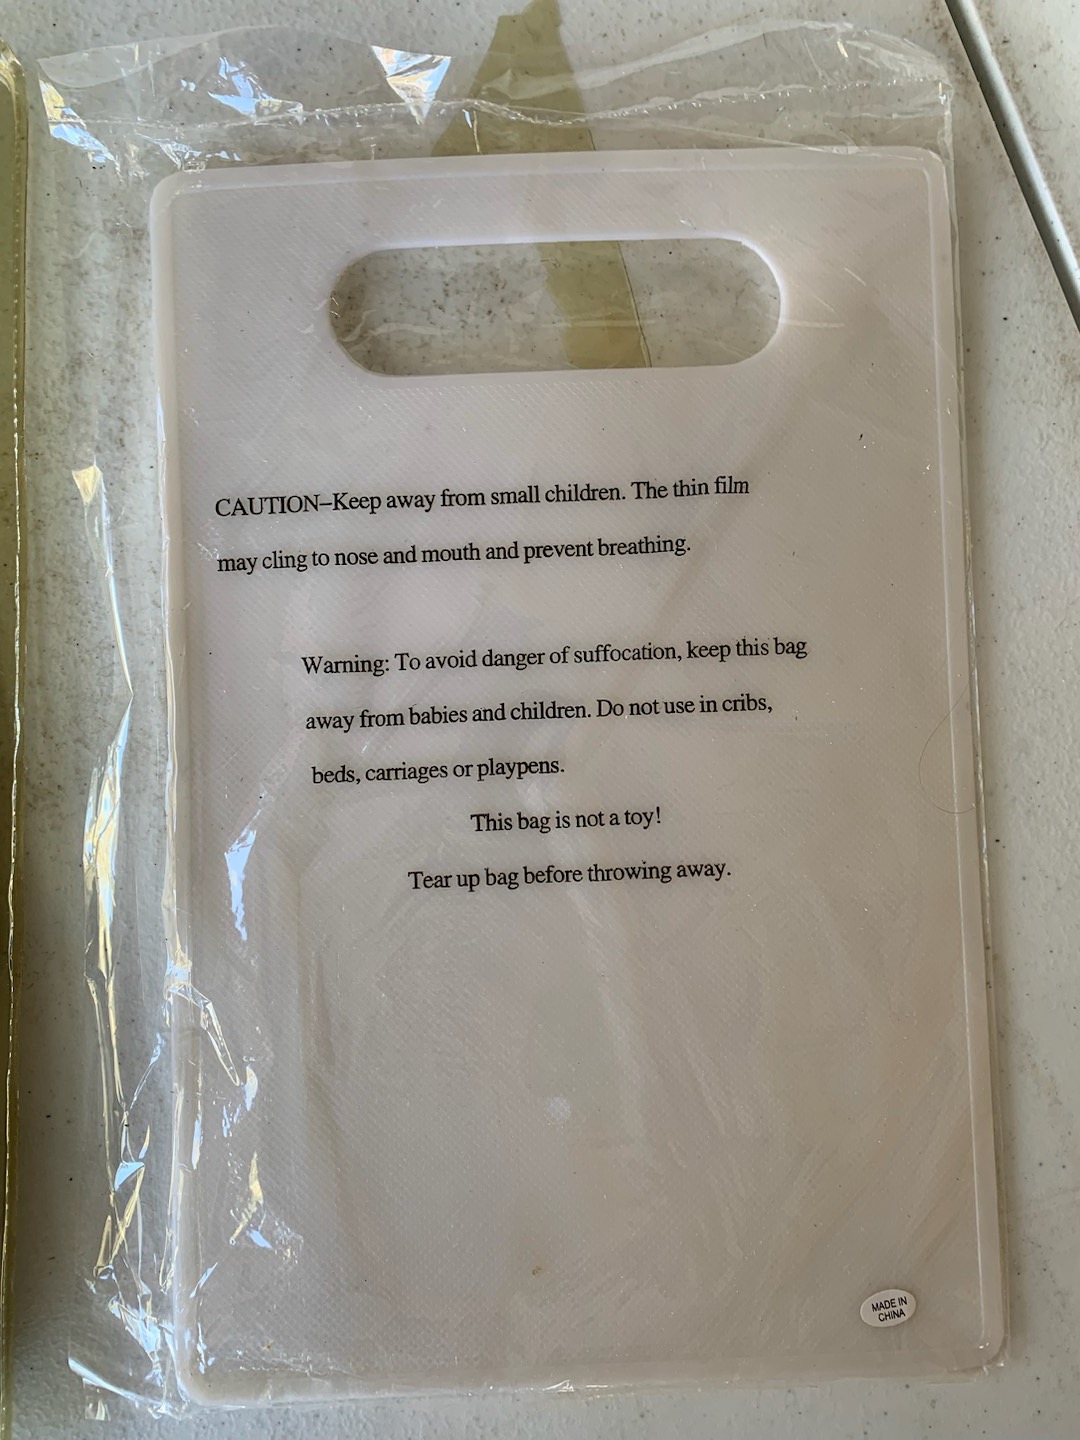 CAUTION–Keep away from small children. The thin film
may cling to nose and mouth and prevent breathing.
Warning: To avoid danger of suffocation, keep this bag
away from babies and children. Do not use in cribs,
beds, carriages or playpens.
This bag is not a toy!
Tear up bag before throwing away.
MADE IN
CHINA